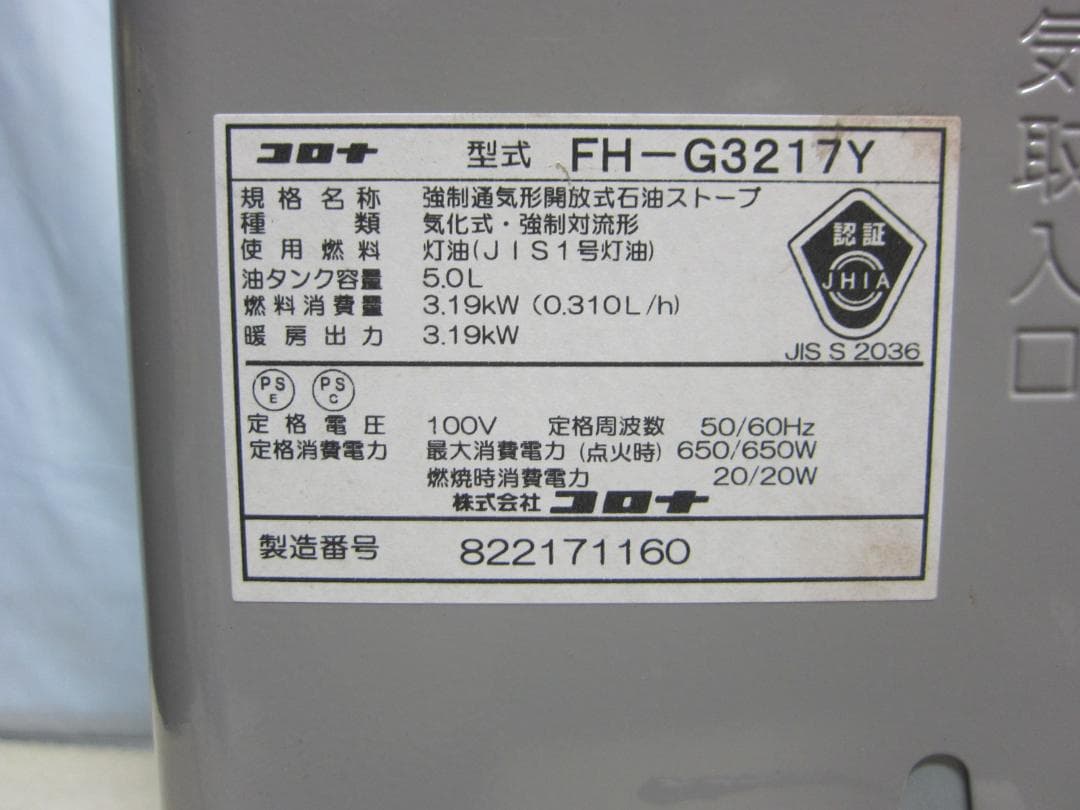 コロナ 型式 FH-G3217Y
規格名称 強制通気形開放式石油ストーブ
種類 気化式・強制対流形
使用燃料 灯油(JIS1号灯油)
油タンク容量 5.0L
燃料消費量 3.19kW (0.310L/h)
暖房出力 3.19kW
認証
JHIA
JIS S 2036
PS E PS C
定格電圧 100V 定格周波数 50/60Hz
定格消費電力 最大消費電力 (点火時) 650/650W
燃焼時消費電力 20/20W
株式会社 コロナ
製造番号 822171160
気取入口